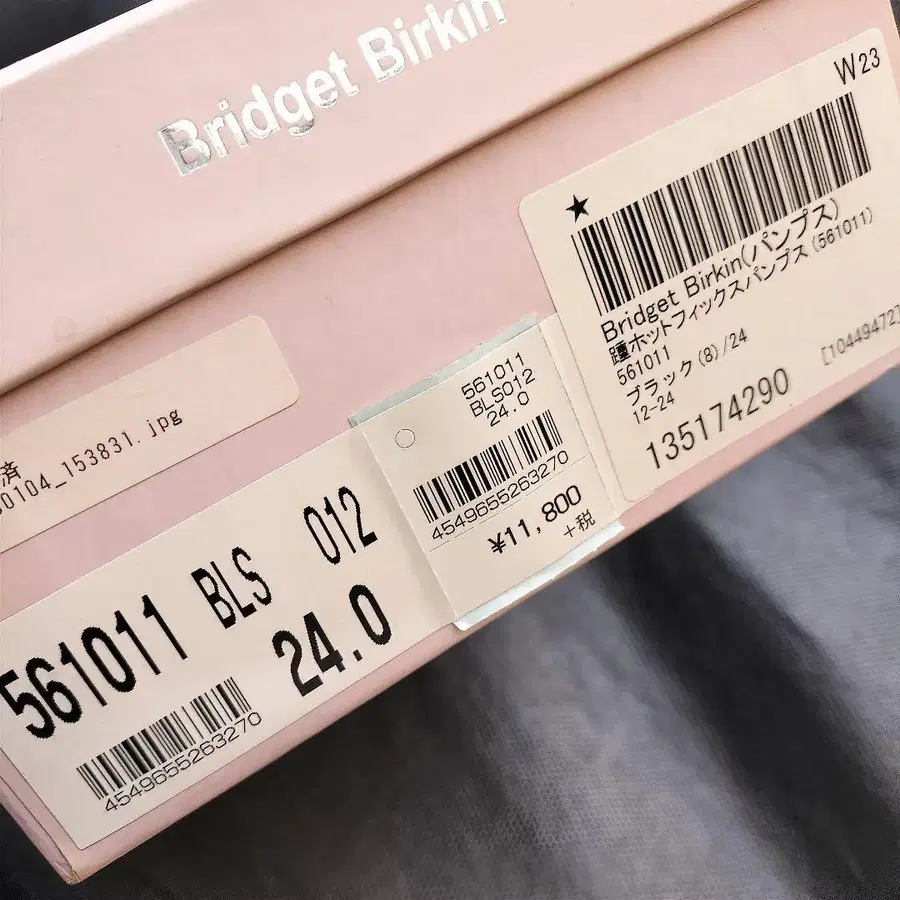 Bridget Birkin
W23
★
Bridget Birkin(パンプス)
踵ホットフィックスパンプス(561011)
561011
ブラック(8)/24
12-24
[10449472]
135174290
済
0104_153831.jpg
561011
BLS012
24.0
4549655263270
¥11,800
+税
561011 BLS 012
24.0
4549655263270